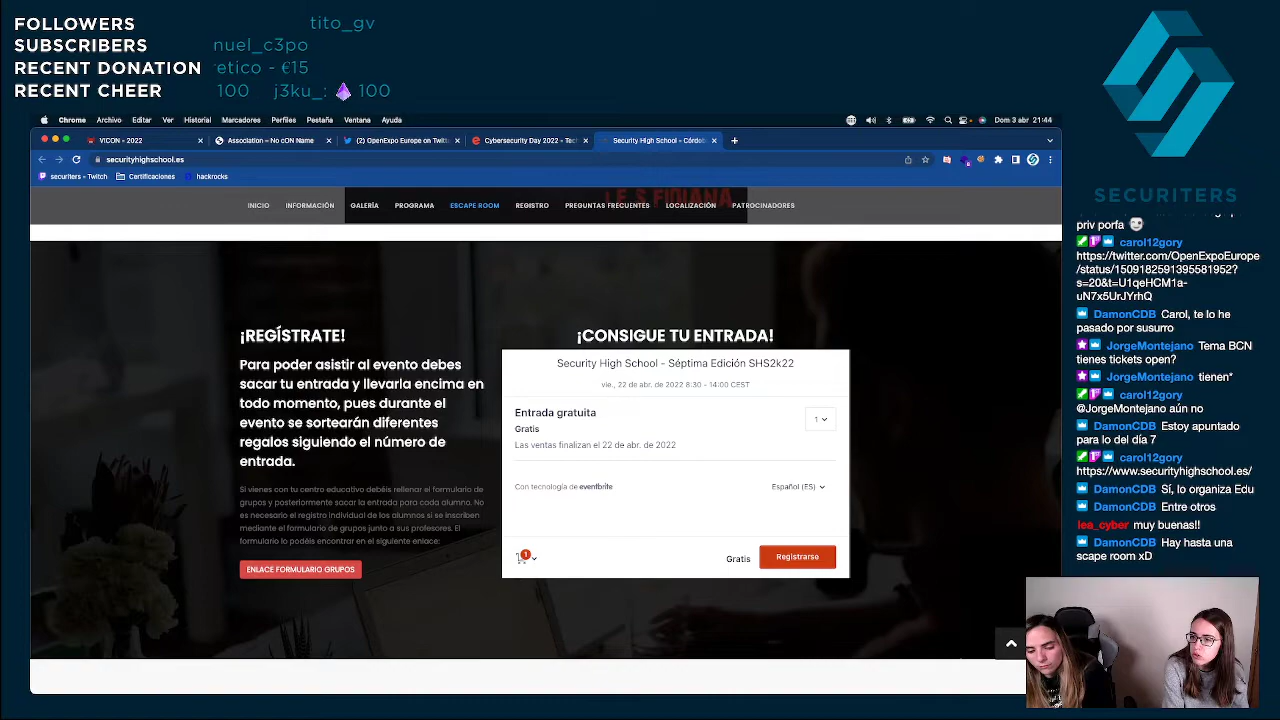 FOLLOWERS tito_gv
SUBSCRIBERS nuel_c3po
RECENT DONATION etico - €15
RECENT CHEER 100 j3ku_: 100
Chrome Archivo Editar Ver Historial Marcadores Perfiles Pestaña Ventana Ayuda Dom 3 abr 21:44
VICON - 2022 × Association – No cON Name × (2) OpenExpo Europe on Twitt × Cybersecurity Day 2022 - Tech × Security High School – Córdob × +
securityhighschool.es
securiters - Twitch Certificaciones hackrocks
I.E.S FIDIANA
INICIO INFORMACIÓN GALERÍA PROGRAMA ESCAPE ROOM REGISTRO PREGUNTAS FRECUENTES LOCALIZACIÓN PATROCINADORES
¡REGÍSTRATE!
Para poder asistir al evento debes
sacar tu entrada y llevarla encima en
todo momento, pues durante el
evento se sortearán diferentes
regalos siguiendo el número de
entrada.
Si vienes con tu centro educativo debéis rellenar el formulario de
grupos y posteriormente sacar la entrada para cada alumno. No
es necesario el registro individual de los alumnos si se inscriben
mediante el formulario de grupos junto a sus profesores. El
formulario lo podéis encontrar en el siguiente enlace:
ENLACE FORMULARIO GRUPOS
¡CONSIGUE TU ENTRADA!
Security High School - Séptima Edición SHS2k22
vie., 22 de abr. de 2022 8:30 - 14:00 CEST
Entrada gratuita
1
Gratis
Las ventas finalizan el 22 de abr. de 2022
Con tecnología de eventbrite Español (ES)
1 Gratis Registrarse
SECURITERS
priv porfa
carol12gory
https://twitter.com/OpenExpoEurope
/status/1509182591395581952?
s=20&t=U1qeHCM1a-
uN7x5UrJYrhQ
DamonCDB Carol, te lo he
pasado por susurro
JorgeMontejano Tema BCN
tienes tickets open?
JorgeMontejano tienen*
carol12gory
@JorgeMontejano aún no
DamonCDB Estoy apuntado
para lo del día 7
carol12gory
https://www.securityhighschool.es/
DamonCDB Sí, lo organiza Edu
DamonCDB Entre otros
lea_cyber muy buenas!!
DamonCDB Hay hasta una
scape room xD